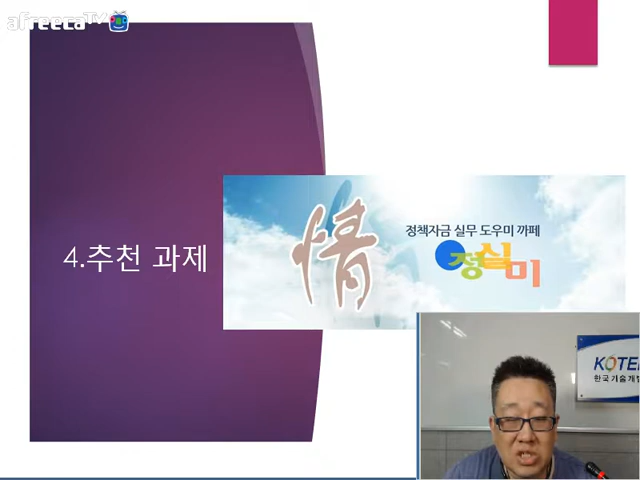 afreecaTV
4.추천 과제
情
정책자금 실무 도우미 까페
정실미
한국기술개발